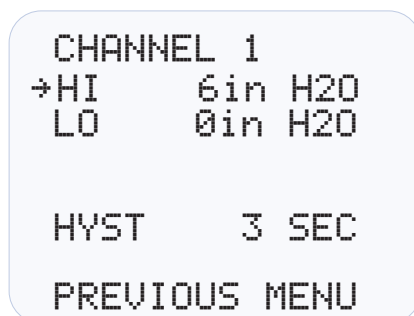 CHANNEL 1
→HI 6in H2O
LO 0in H2O
HYST 3 SEC
PREVIOUS MENU